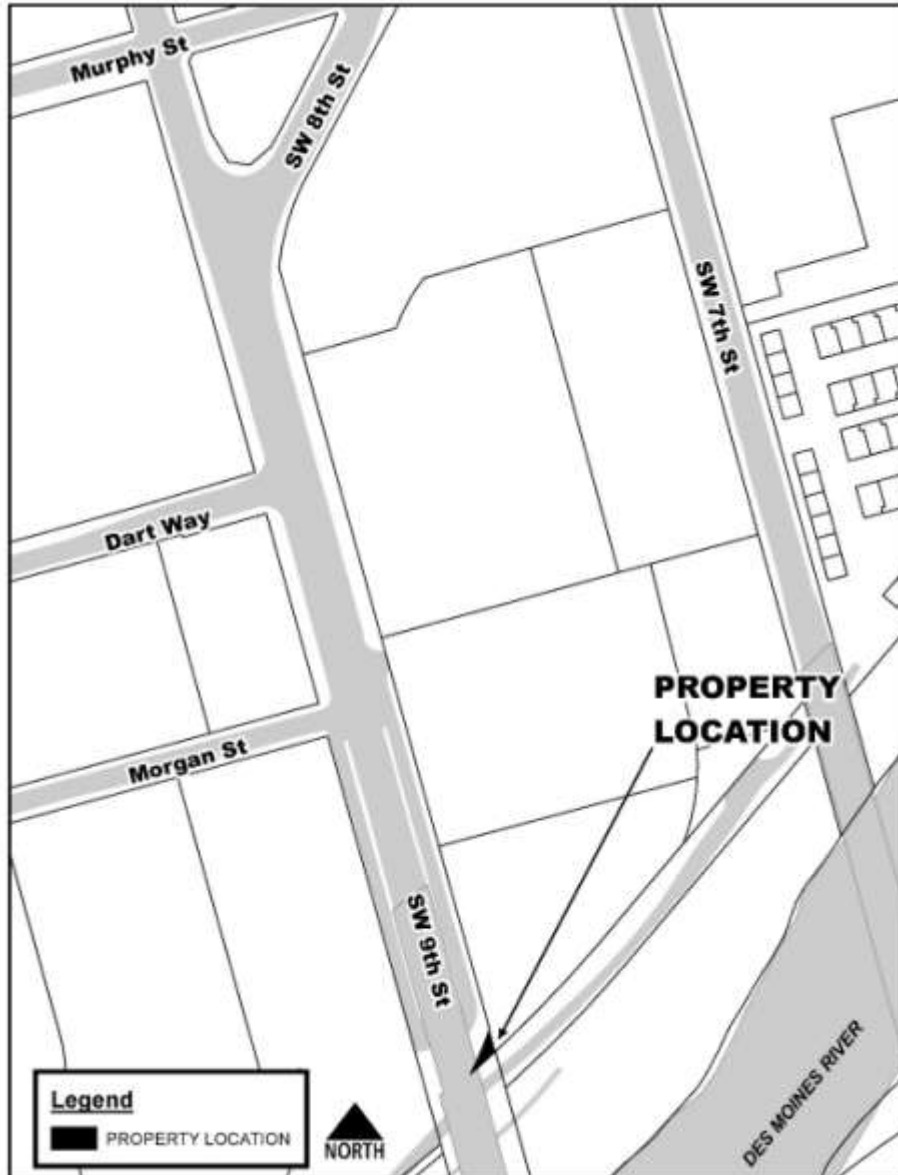 Murphy St
SW 8th St
SW 7th St
Dart Way
PROPERTY
LOCATION
Morgan St
SW 9th St
DES MOINES RIVER
Legend
PROPERTY LOCATION
NORTH